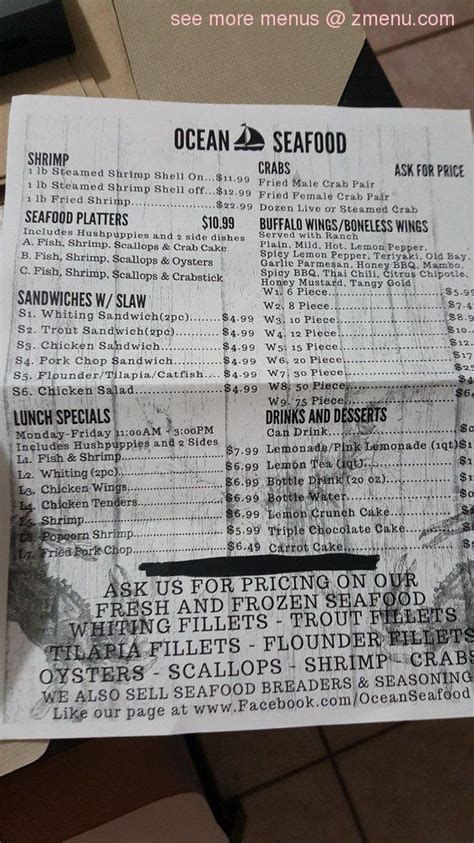 see more menus @ zmenu.com
OCEAN SEAFOOD
SHRIMP
1 lb Steamed Shrimp Shell On...$11.99
1 lb Steamed Shrimp Shell off...$12.99
1 lb Fried Shrimp...$22.99
SEAFOOD PLATTERS $10.99
Includes Hushpuppies and 2 side dishes
A. Fish, Shrimp, Scallops & Crab Cake
B. Fish, Shrimp, Scallops & Oysters
C. Fish, Shrimp, Scallops & Crabstick
SANDWICHES W/ SLAW
S1. Whiting Sandwich(2pc)...$4.99
S2. Trout Sandwich(2pc)...$4.99
S3. Chicken Sandwich...$4.99
S4. Pork Chop Sandwich...$4.99
S5. Flounder/Tilapia/Catfish....$4.99
S6. Chicken Salad...$4.99
LUNCH SPECIALS
Monday-Friday 11:00AM - 3:00PM
Includes Hushpuppies and 2 Sides
L1. Fish & Shrimp...$7.99
L2. Whiting (2pc)...$6.99
L3. Chicken Wings...$6.99
L4. Chicken Tenders...$6.99
L5. Shrimp...$6.99
L6. Popcorn Shrimp...$5.99
L7. Fried Pork Chop...$6.49
CRABS ASK FOR PRICE
Fried Male Crab Pair
Fried Female Crab Pair
Dozen Live or Steamed Crab
BUFFALO WINGS/BONELESS WINGS
Served with Ranch
Plain, Mild, Hot, Lemon Pepper,
Spicy Lemon Pepper, Teriyaki, Old Bay,
Garlic Parmesan, Honey BBQ, Mambo,
Spicy BBQ, Thai Chili, Citrus Chipotle,
Honey Mustard, Tangy Gold
W1. 6 Piece...$5.9
W2. 8 Piece...$7.4
W3. 10 Piece...$8.9
W4. 12 Piece...$10.
W5. 15 Piece...$12.
W6. 20 Piece
W7. 30 Piece
W8. 50 Piece
W9. 75 Piece
DRINKS AND DESSERTS
Can Drink
Lemonade/Pink Lemonade (1qt)
Lemon Tea (1qt)
Bottle Drink (20 oz)
Bottle Water
Lemon Crunch Cake
Triple Chocolate Cake
Carrot Cake
ASK US FOR PRICING ON OUR
FRESH AND FROZEN SEAFOOD
WHITING FILLETS - TROUT FILLETS
TILAPIA FILLETS - FLOUNDER FILLETS
OYSTERS - SCALLOPS - SHRIMP - CRABS
WE ALSO SELL SEAFOOD BREADERS & SEASONING
Like our page at www.Facebook.com/OceanSeafood